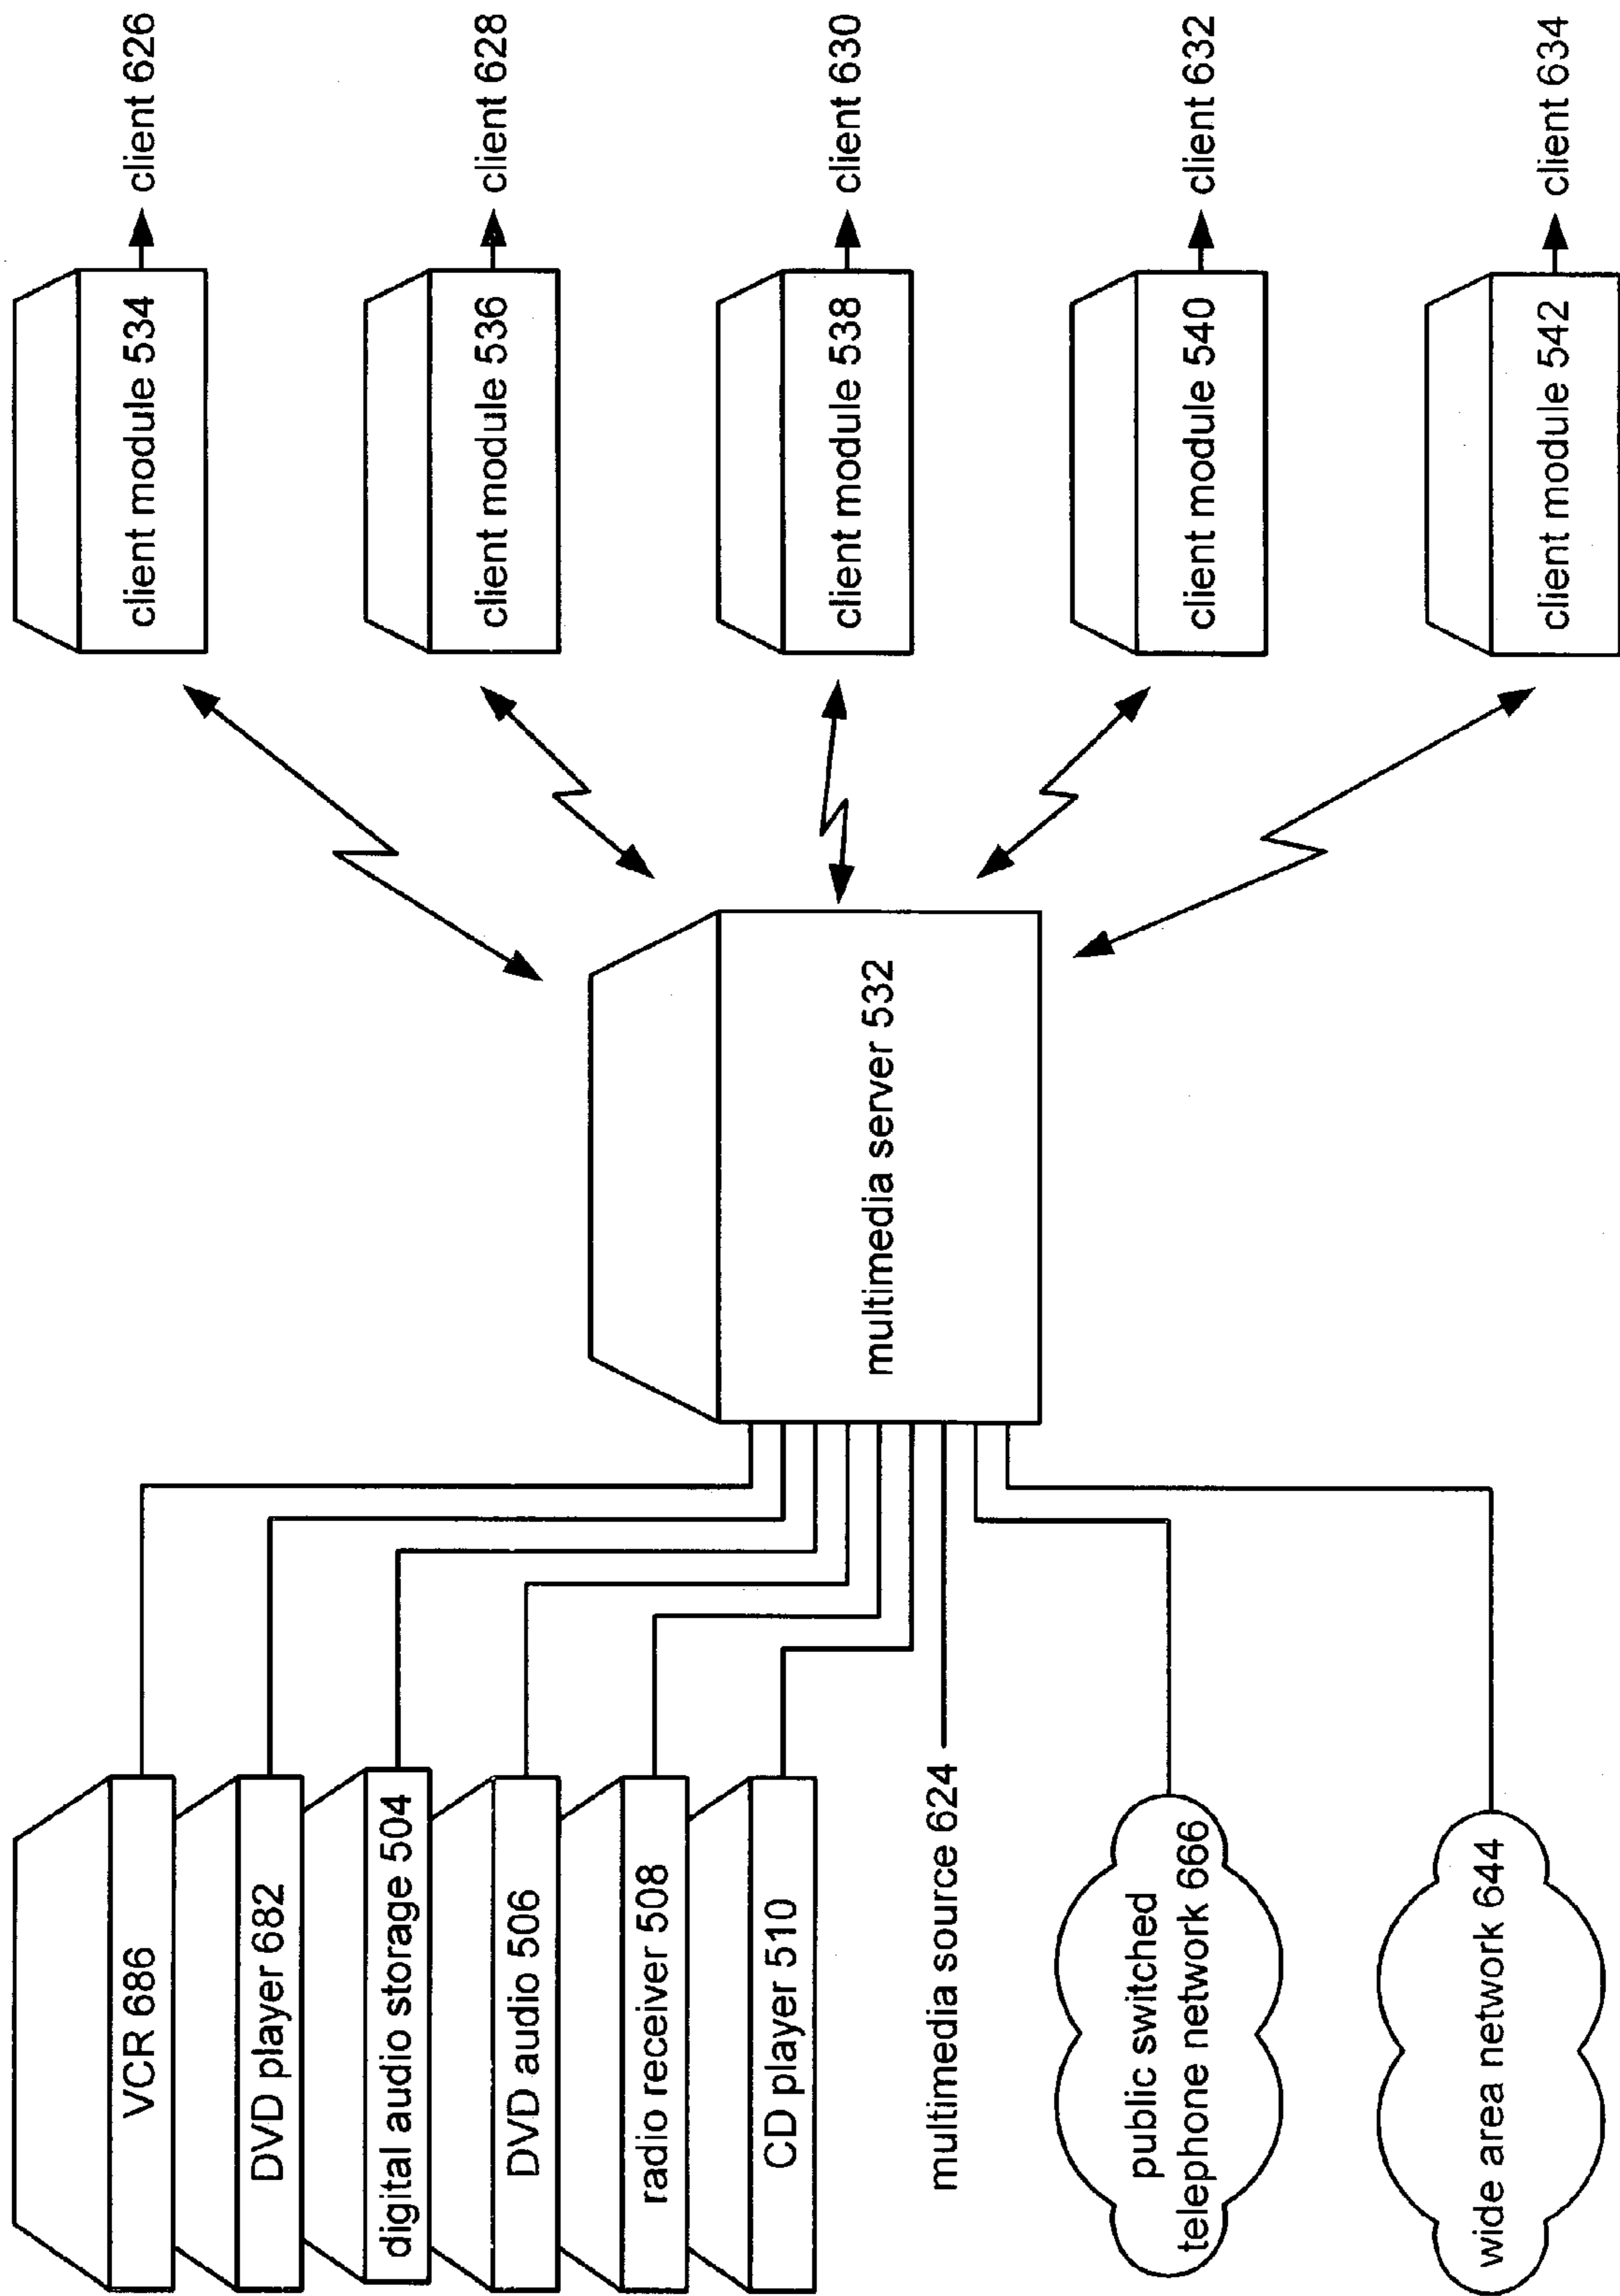 VCR 686
DVD player 682
digital audio storage 504
DVD audio 506
radio receiver 508
CD player 510
multimedia source 624
public switched
telephone network 666
wide area network 644
multimedia server 532
client module 534
client module 536
client module 538
client module 540
client module 542
client 626
client 628
client 630
client 632
client 634